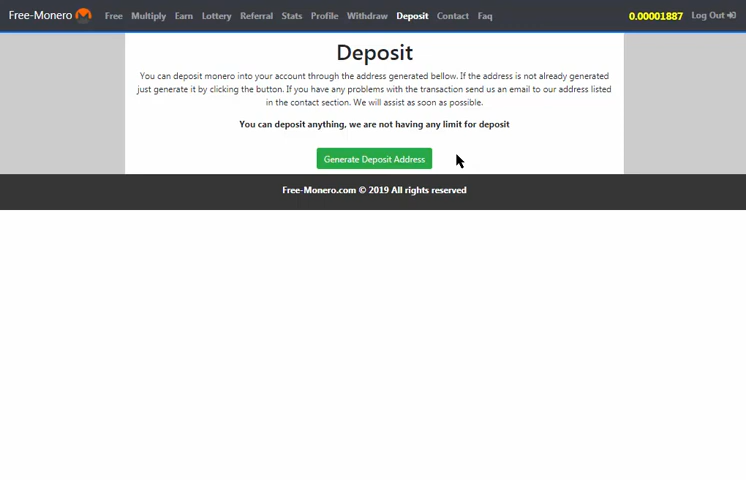 Free-Monero Free Multiply Earn Lottery Referral Stats Profile Withdraw Deposit Contact Faq 0.00001887 Log Out
Deposit
You can deposit monero into your account through the address generated bellow. If the address is not already generated
just generate it by clicking the button. If you have any problems with the transaction send us an email to our address listed
in the contact section. We will assist as soon as possible.
You can deposit anything, we are not having any limit for deposit
Generate Deposit Address
Free-Monero.com © 2019 All rights reserved